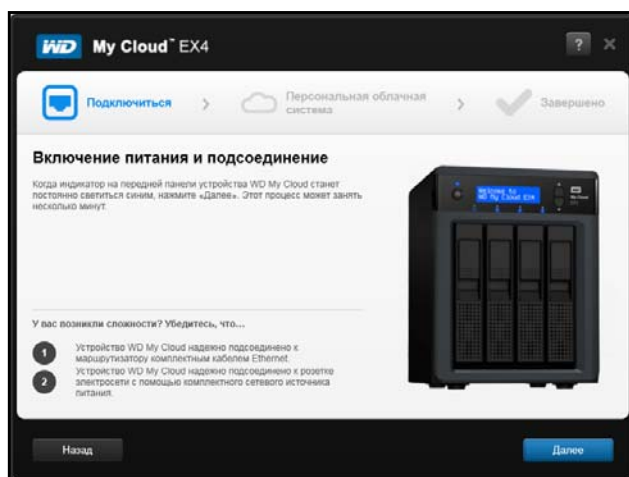 WD My Cloud™ EX4
?
Подключиться
Персональная облачная
система
Завершено
Включение питания и подсоединение
Когда индикатор на передней панели устройства WD My Cloud станет
постоянно светиться синим, нажмите «Далее». Этот процесс может занять
несколько минут.
Welcome to
WD My Cloud EX4
My Cloud
EX4
У вас возникли сложности? Убедитесь, что…
1 Устройство WD My Cloud надежно подсоединено к
маршрутизатору комплектным кабелем Ethernet.
2 Устройство WD My Cloud надежно подсоединено к розетке
электросети с помощью комплектного сетевого источника
питания.
Назад
Далее